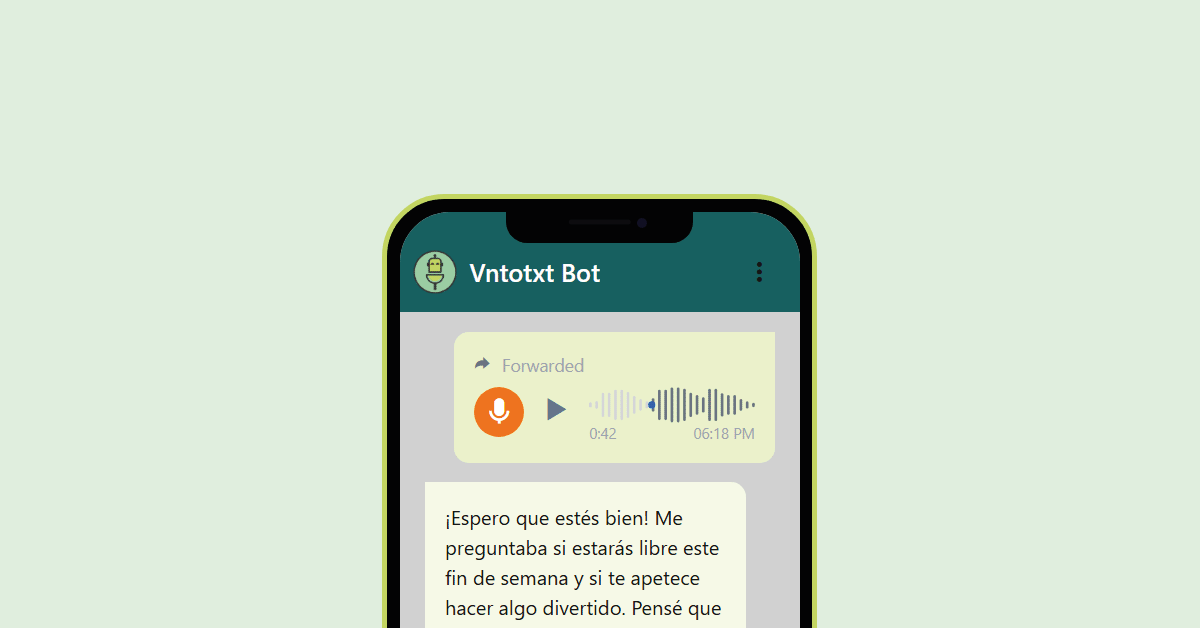 Vntotxt Bot
Forwarded
0:42 06:18 PM
¡Espero que estés bien! Me
preguntaba si estarás libre este
fin de semana y si te apetece
hacer algo divertido. Pensé que